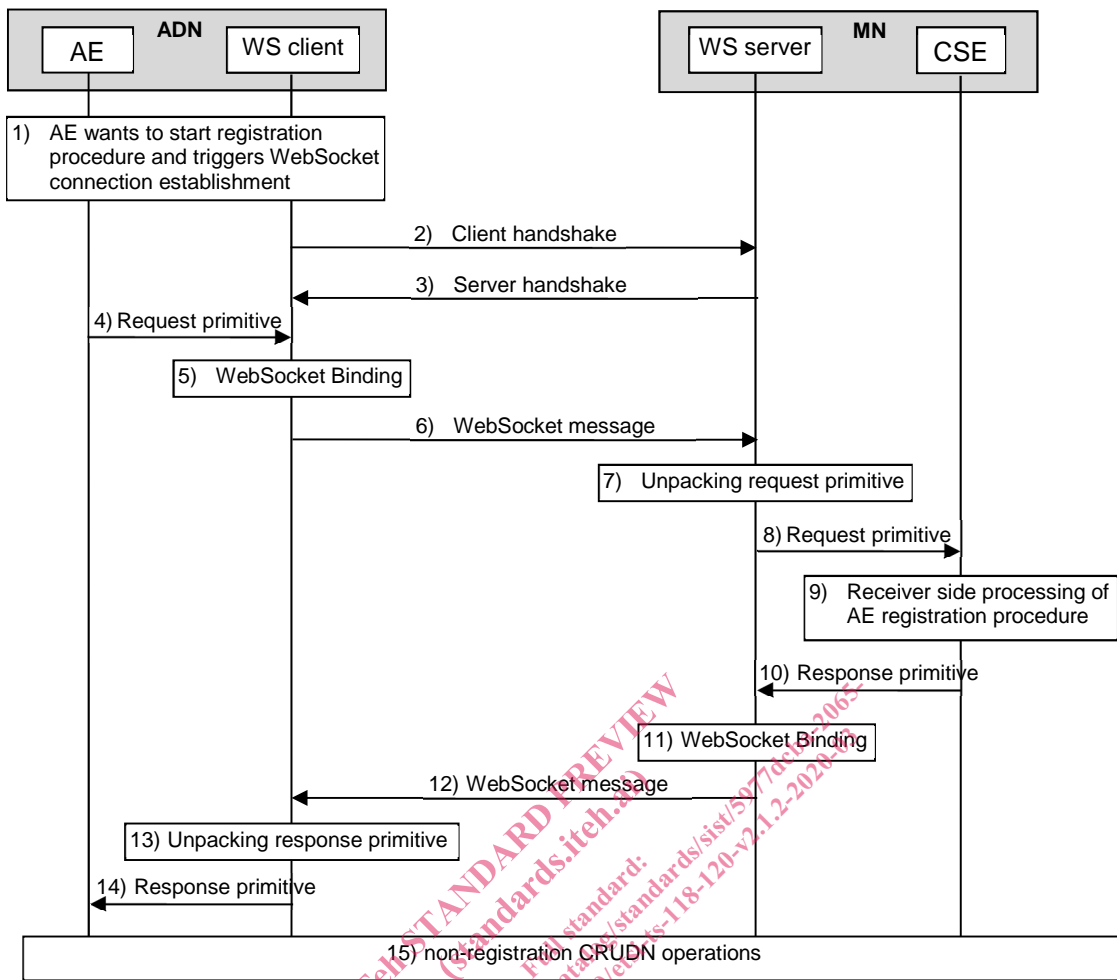 ADN
MN
AE
WS client
WS server
CSE
1) AE wants to start registration
procedure and triggers WebSocket
connection establishment
2) Client handshake
3) Server handshake
4) Request primitive
5) WebSocket Binding
6) WebSocket message
7) Unpacking request primitive
8) Request primitive
9) Receiver side processing of
AE registration procedure
10) Response primitive
11) WebSocket Binding
12) WebSocket message
13) Unpacking response primitive
14) Response primitive
15) non-registration CRUDN operations
iTeh STANDARD PREVIEW
(standards.iteh.ai)
Full standard: